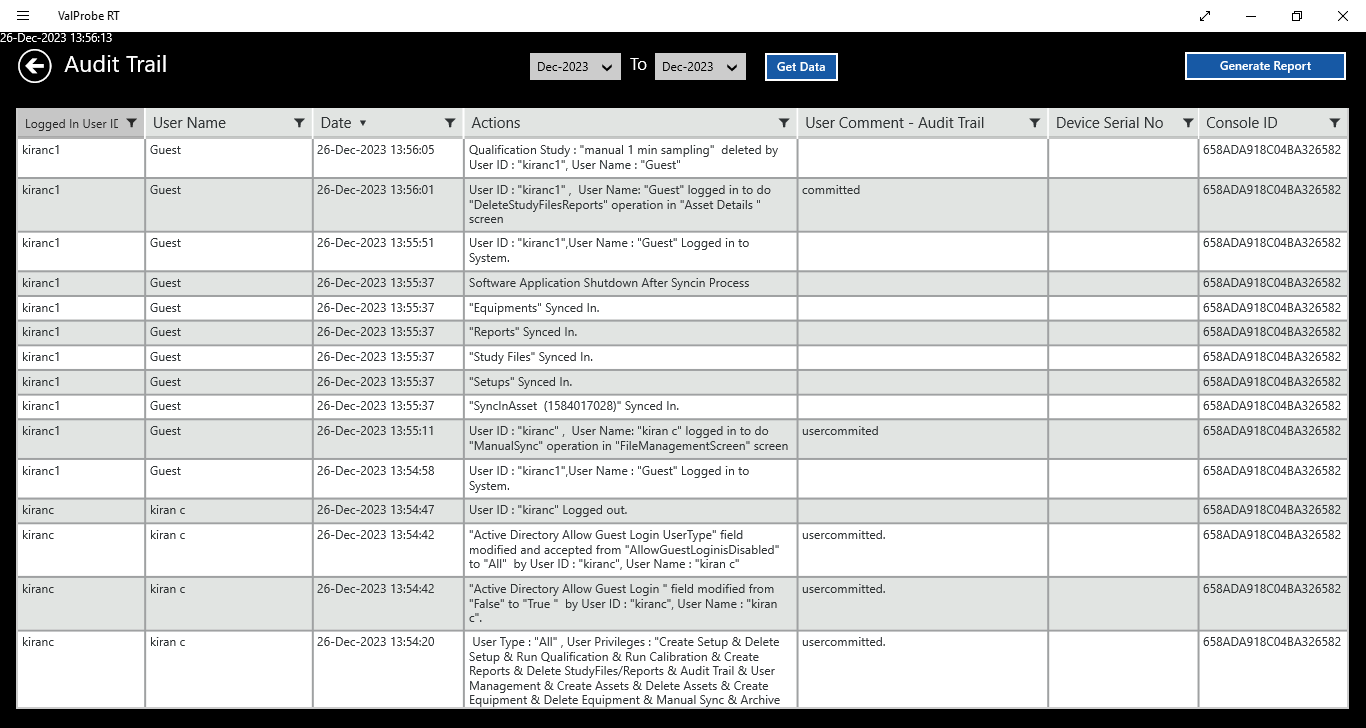 ValProbe RT
26-Dec-2023 13:56:13
Audit Trail
Dec-2023 To Dec-2023 Get Data Generate Report
Logged In User ID User Name Date Actions User Comment - Audit Trail Device Serial No Console ID
kiranc1 Guest 26-Dec-2023 13:56:05 Qualification Study : "manual 1 min sampling"  deleted by 658ADA918C04BA326582
User ID : "kiranc1", User Name : "Guest"
kiranc1 Guest 26-Dec-2023 13:56:01 User ID : "kiranc1" ,  User Name: "Guest" logged in to do committed 658ADA918C04BA326582
"DeleteStudyFilesReports" operation in "Asset Details "
screen
kiranc1 Guest 26-Dec-2023 13:55:51 User ID : "kiranc1",User Name : "Guest" Logged in to 658ADA918C04BA326582
System.
kiranc1 Guest 26-Dec-2023 13:55:37 Software Application Shutdown After Syncin Process 658ADA918C04BA326582
kiranc1 Guest 26-Dec-2023 13:55:37 "Equipments" Synced In. 658ADA918C04BA326582
kiranc1 Guest 26-Dec-2023 13:55:37 "Reports" Synced In. 658ADA918C04BA326582
kiranc1 Guest 26-Dec-2023 13:55:37 "Study Files" Synced In. 658ADA918C04BA326582
kiranc1 Guest 26-Dec-2023 13:55:37 "Setups" Synced In. 658ADA918C04BA326582
kiranc1 Guest 26-Dec-2023 13:55:37 "SyncInAsset  (1584017028)" Synced In. 658ADA918C04BA326582
kiranc1 Guest 26-Dec-2023 13:55:11 User ID : "kiranc" ,  User Name: "kiran c" logged in to do usercommited 658ADA918C04BA326582
"ManualSync" operation in "FileManagementScreen" screen
kiranc1 Guest 26-Dec-2023 13:54:58 User ID : "kiranc1",User Name : "Guest" Logged in to 658ADA918C04BA326582
System.
kiranc kiran c 26-Dec-2023 13:54:47 User ID : "kiranc" Logged out. 658ADA918C04BA326582
kiranc kiran c 26-Dec-2023 13:54:42 "Active Directory Allow Guest Login UserType" field usercommitted. 658ADA918C04BA326582
modified and accepted from "AllowGuestLoginisDisabled"
to "All"  by User ID : "kiranc", User Name : "kiran c"
kiranc kiran c 26-Dec-2023 13:54:42 "Active Directory Allow Guest Login " field modified from usercommitted. 658ADA918C04BA326582
"False" to "True "  by User ID : "kiranc", User Name : "kiran
c".
kiranc kiran c 26-Dec-2023 13:54:20 User Type : "All" , User Privileges : "Create Setup & Delete usercommitted. 658ADA918C04BA326582
Setup & Run Qualification & Run Calibration & Create
Reports & Delete StudyFiles/Reports & Audit Trail & User
Management & Create Assets & Delete Assets & Create
Equipment & Delete Equipment & Manual Sync & Archive